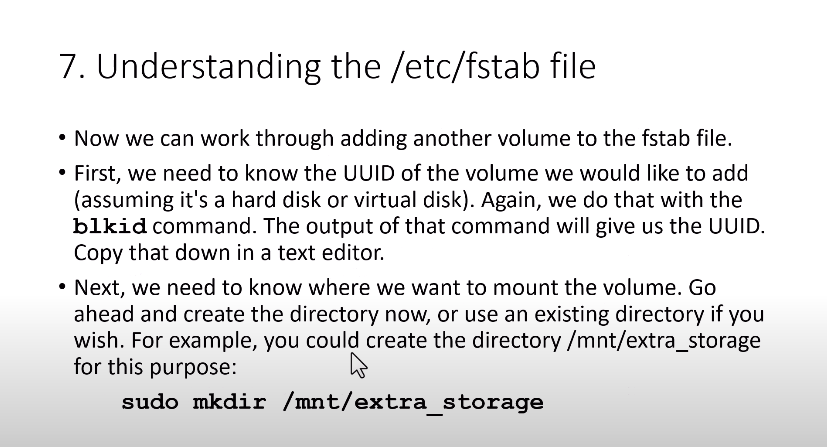 7. Understanding the /etc/fstab file
• Now we can work through adding another volume to the fstab file.
• First, we need to know the UUID of the volume we would like to add
(assuming it's a hard disk or virtual disk). Again, we do that with the
blkid command. The output of that command will give us the UUID.
Copy that down in a text editor.
• Next, we need to know where we want to mount the volume. Go
ahead and create the directory now, or use an existing directory if you
wish. For example, you could create the directory /mnt/extra_storage
for this purpose:
sudo mkdir /mnt/extra_storage